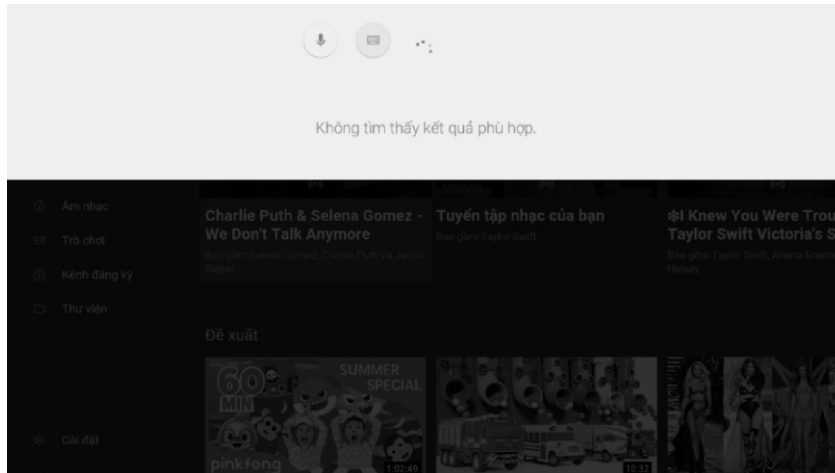 Không tìm thấy kết quả phù hợp.
Âm nhạc
Trò chơi
Kênh đăng ký
Thư viện
Cài đặt
Charlie Puth & Selena Gomez -
We Don't Talk Anymore
Bao gồm Selena Gomez, Charlie Puth và Justin
Bieber
Tuyển tập nhạc của bạn
Bao gồm Taylor Swift
✻I Knew You Were Trou
Taylor Swift Victoria's S
Bao gồm Taylor Swift, Ariana Grand
Halsey
Đề xuất
60
MIN
SUMMER
SPECIAL
pinkfong
1:02:49
10:32